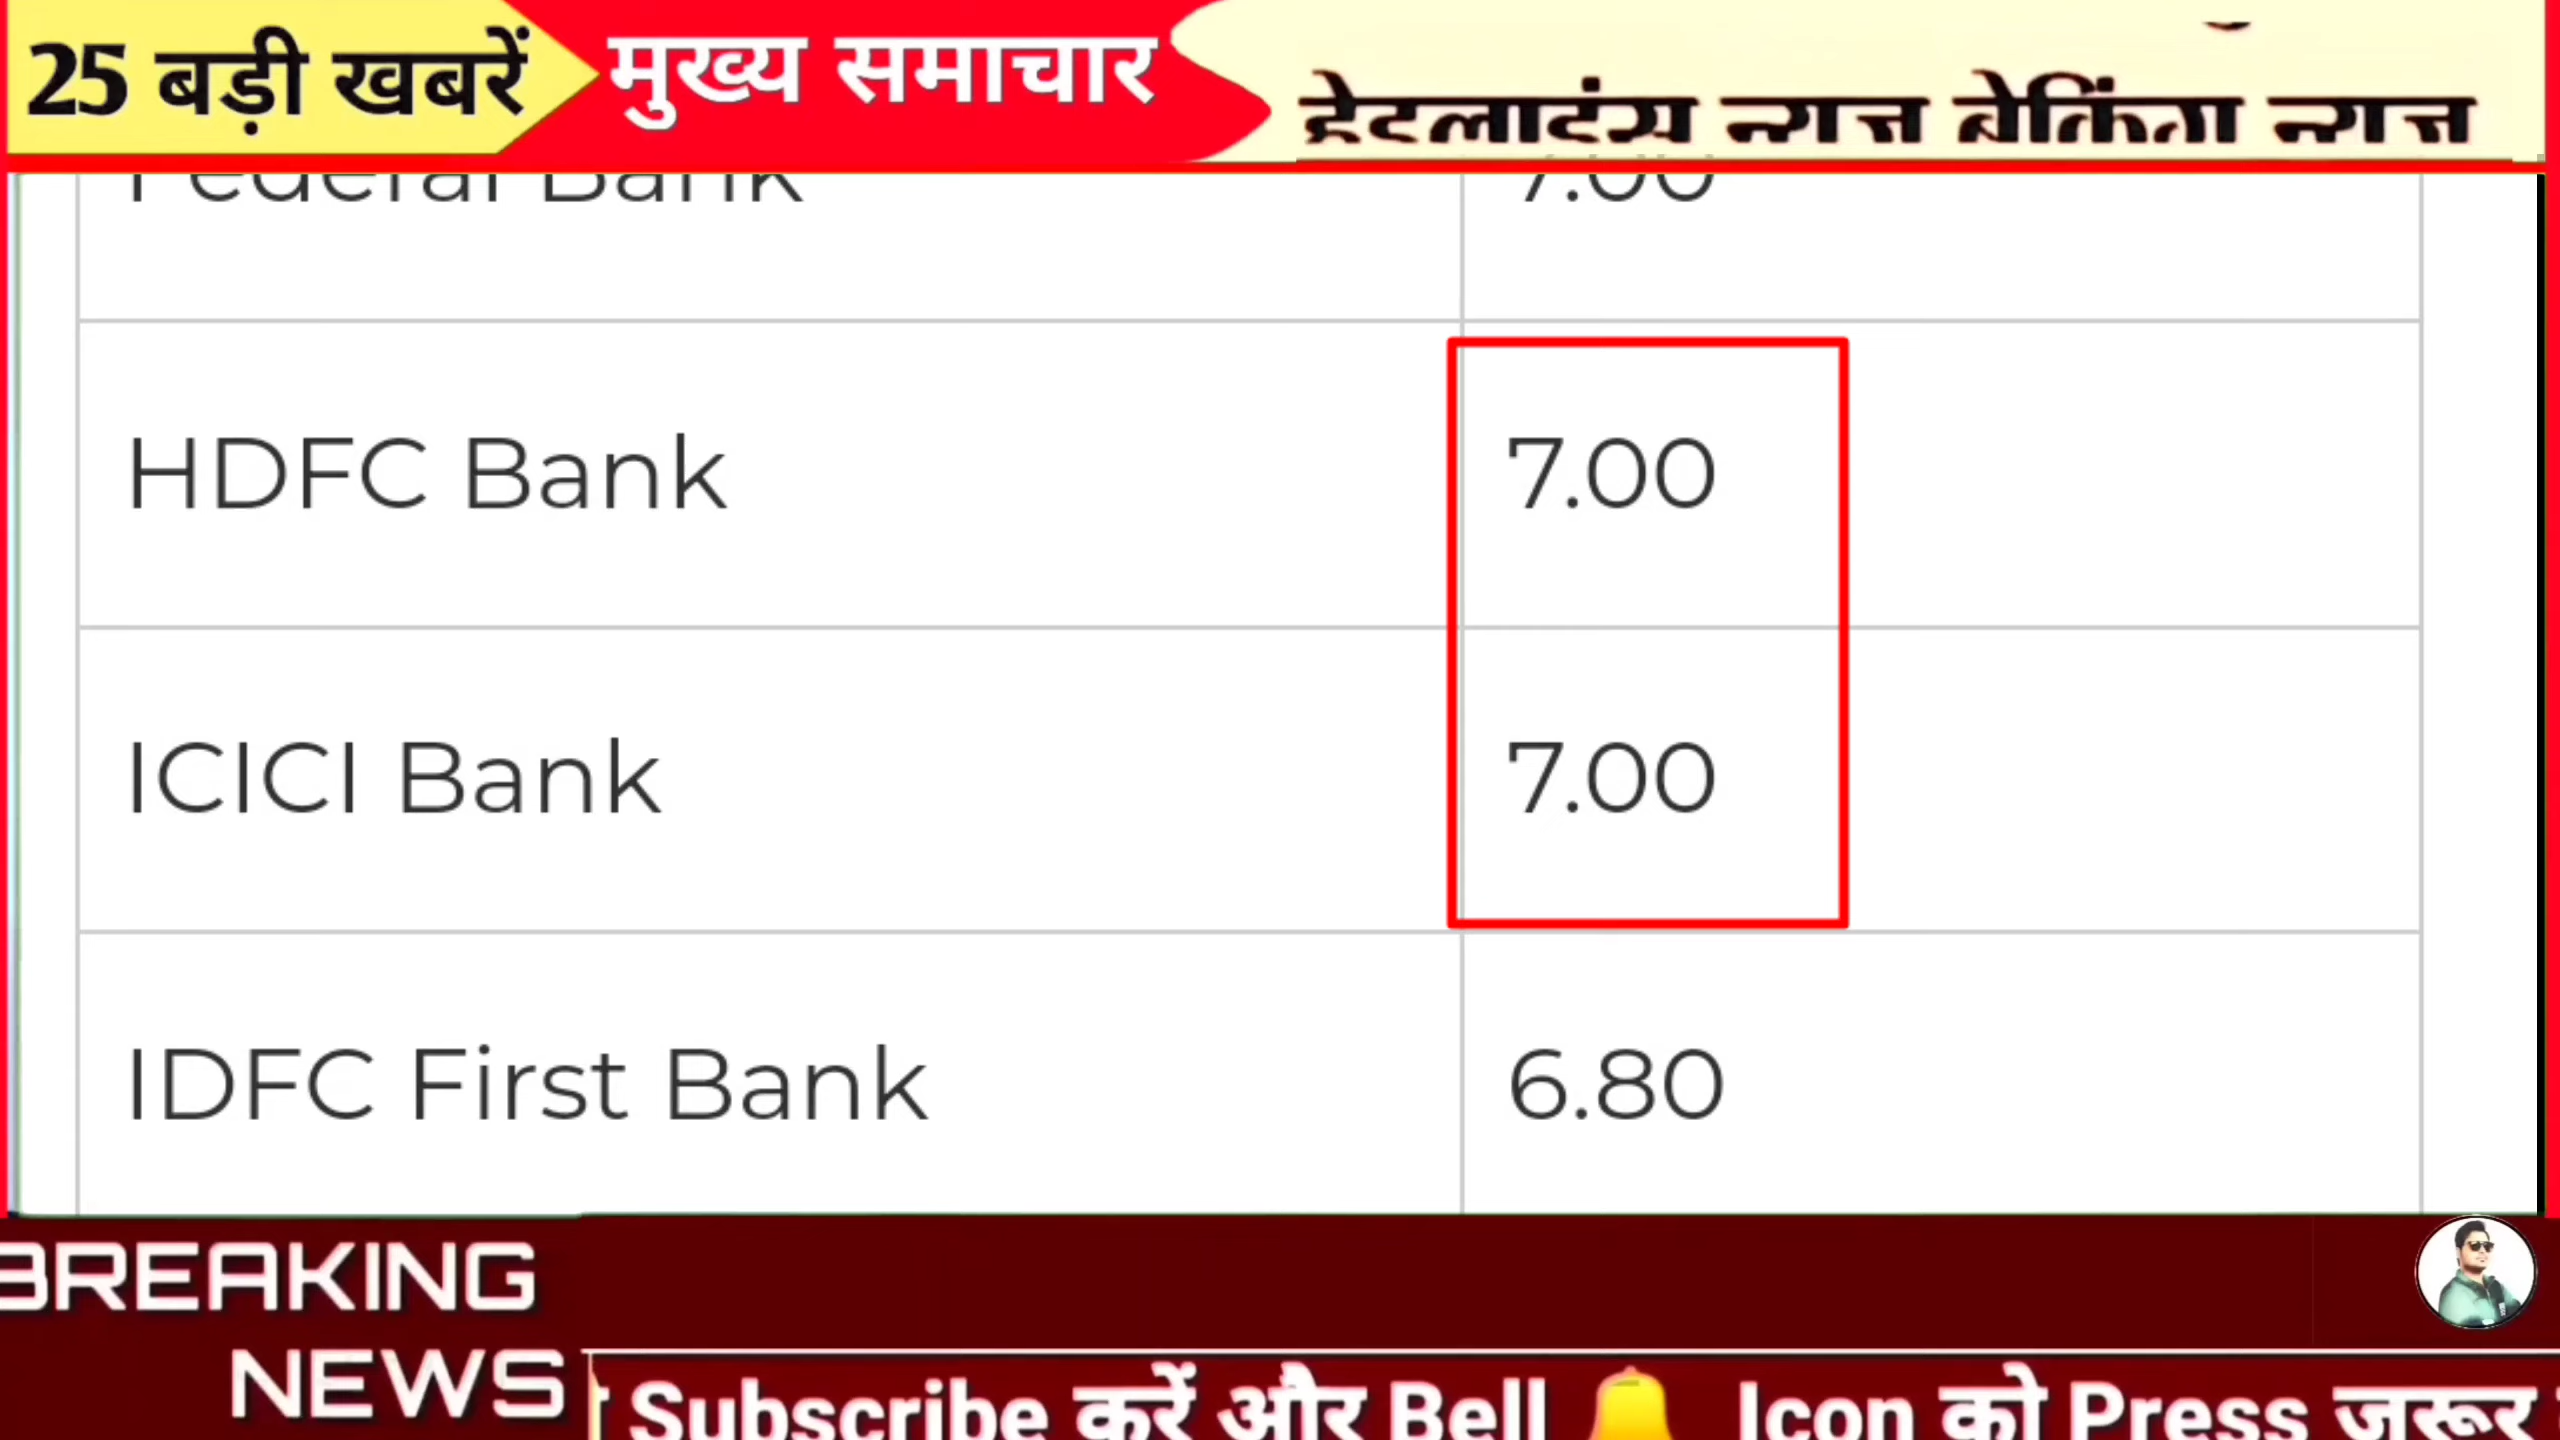 25 बड़ी खबरें
मुख्य समाचार
Federal Bank 7.00
HDFC Bank 7.00
ICICI Bank 7.00
IDFC First Bank 6.80
BREAKING
NEWS
Subscribe करें और Bell 🔔 Icon को Press जरूर